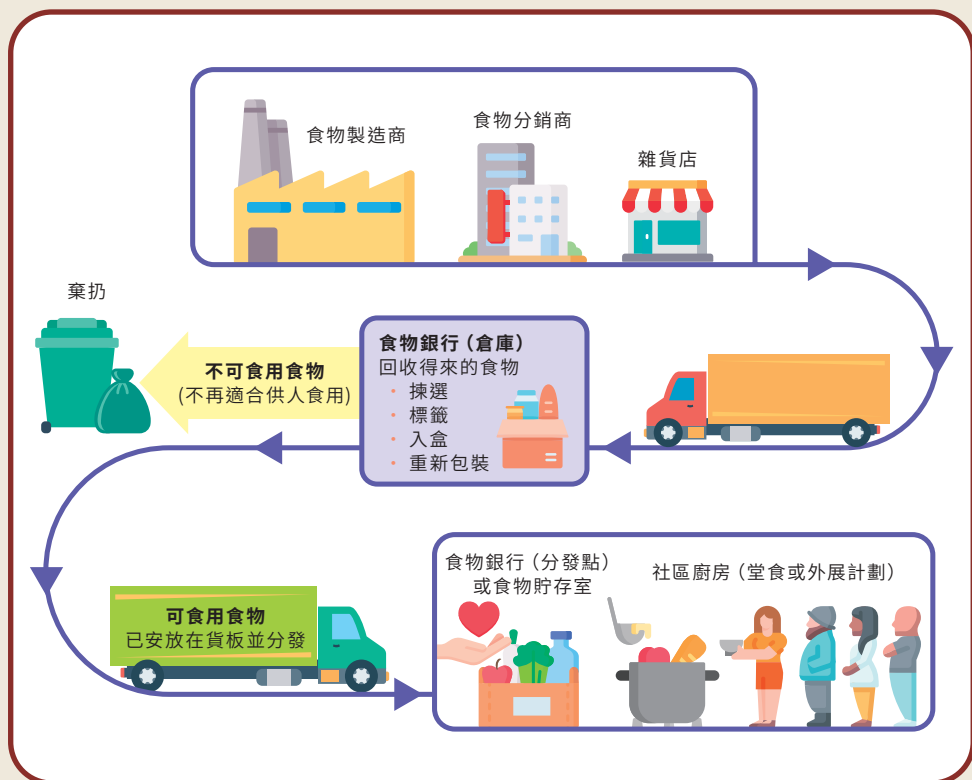 食物製造商
食物分銷商
雜貨店
棄扔
不可食用食物
(不再適合供人食用)
食物銀行（倉庫）
回收得來的食物
• 揀選
• 標籤
• 入盒
• 重新包裝
可食用食物
已安放在貨板並分發
食物銀行（分發點）
或食物貯存室
社區廚房（堂食或外展計劃）